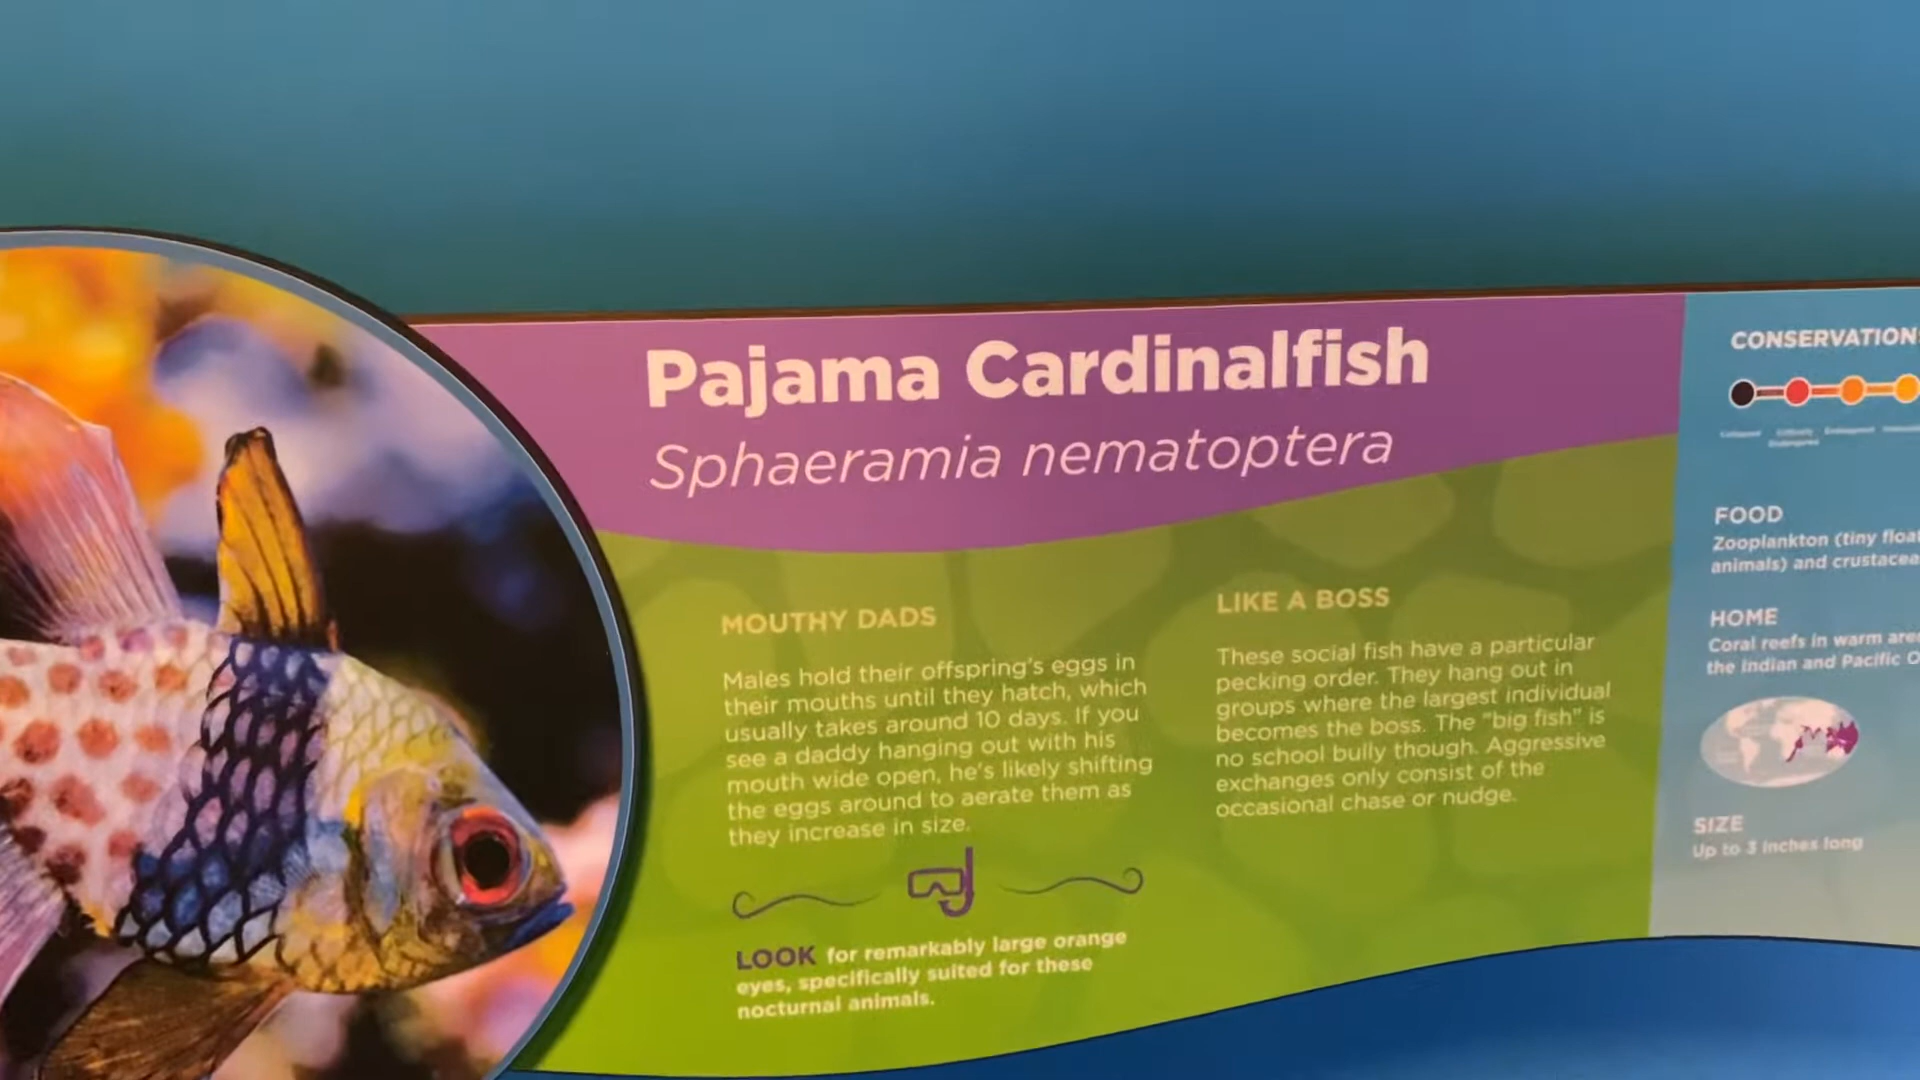 Pajama Cardinalfish
Sphaeramia nematoptera
MOUTHY DADS
Males hold their offspring's eggs in
their mouths until they hatch, which
usually takes around 10 days. If you
see a daddy hanging out with his
mouth wide open, he's likely shifting
the eggs around to aerate them as
they increase in size.
LOOK for remarkably large orange
eyes, specifically suited for these
nocturnal animals.
LIKE A BOSS
These social fish have a particular
pecking order. They hang out in
groups where the largest individual
becomes the boss. The "big fish" is
no school bully though. Aggressive
exchanges only consist of the
occasional chase or nudge.
CONSERVATION
FOOD
Zooplankton (tiny float
animals) and crustacea
HOME
Coral reefs in warm are
the Indian and Pacific O
SIZE
Up to 3 inches long